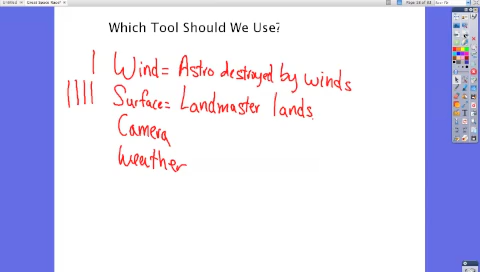 Which Tool Should We Use?
| Wind= Astro destroyed by winds
|||| Surface= Landmaster lands
Camera
Weather